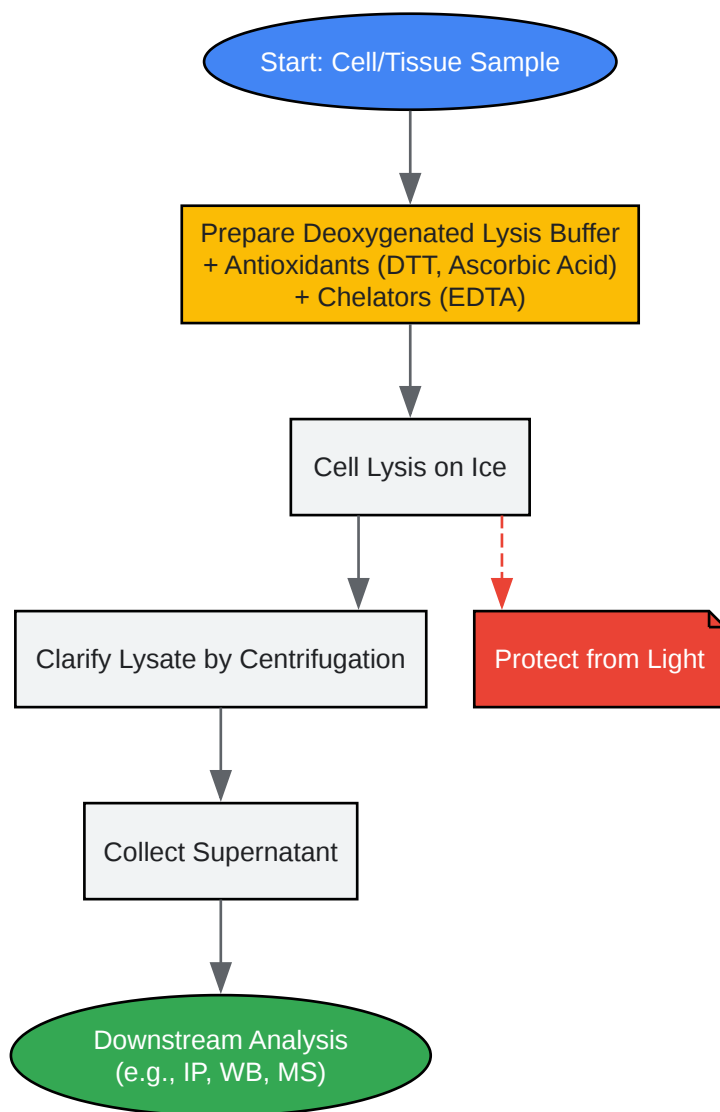 Start: Cell/Tissue Sample
Prepare Deoxygenated Lysis Buffer
+ Antioxidants (DTT, Ascorbic Acid)
+ Chelators (EDTA)
Cell Lysis on Ice
Clarify Lysate by Centrifugation
Protect from Light
Collect Supernatant
Downstream Analysis
(e.g., IP, WB, MS)